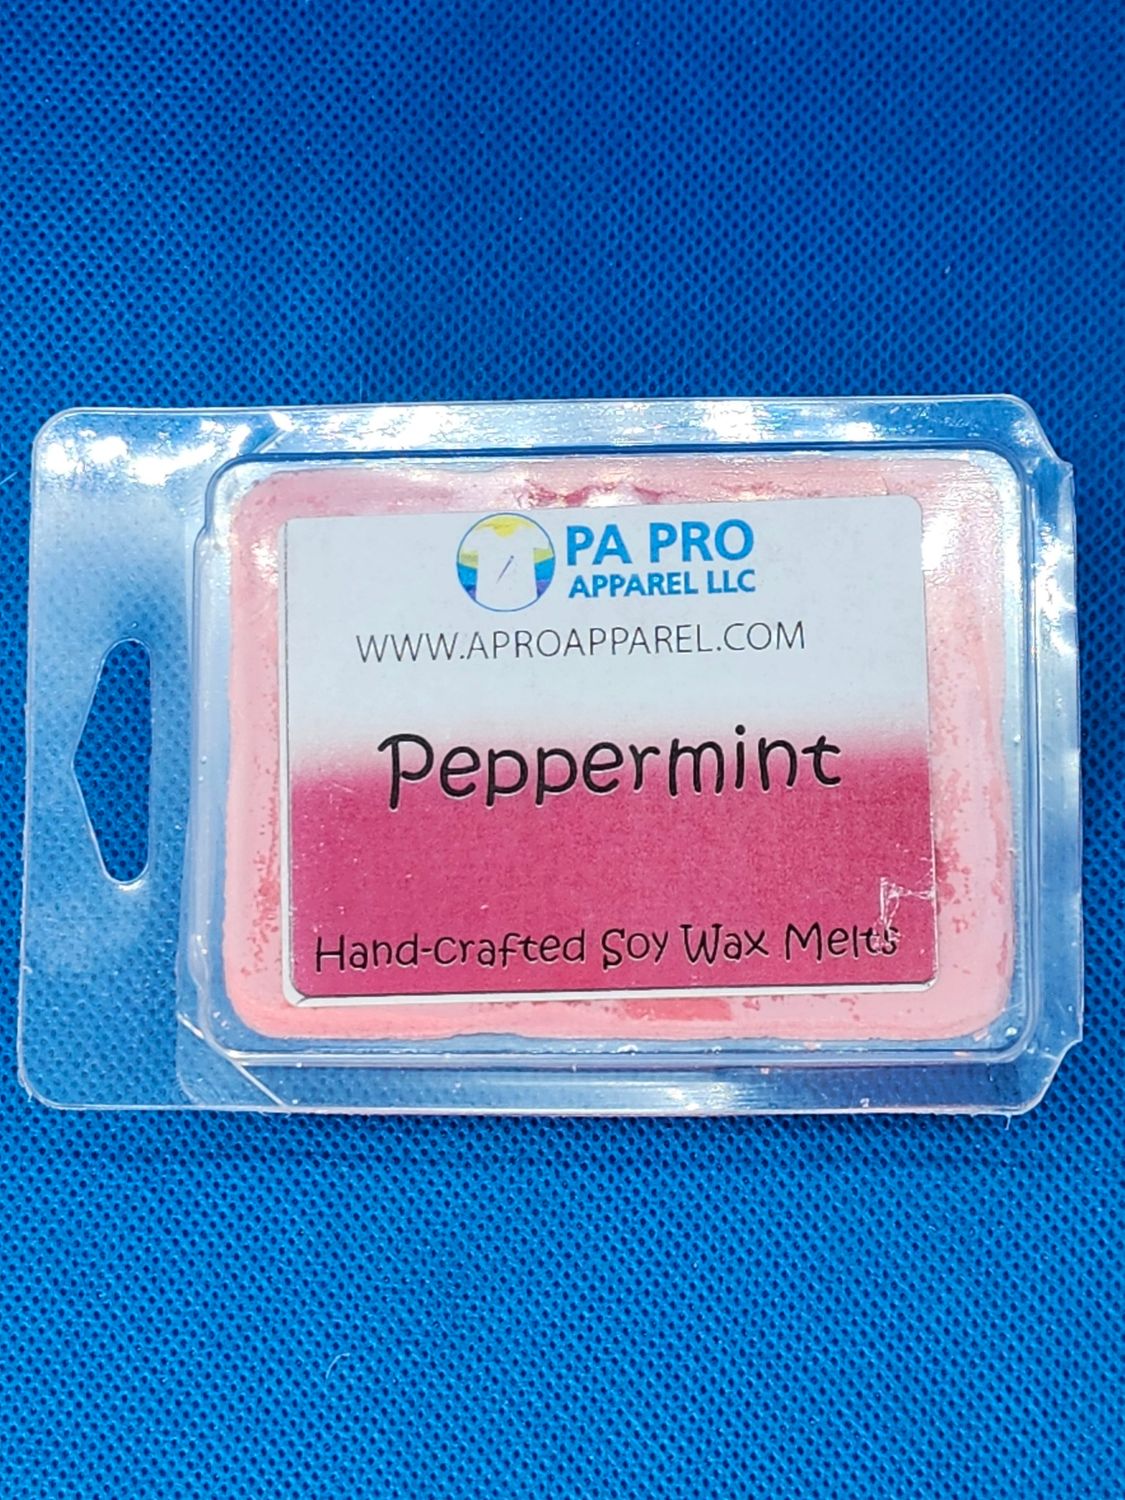 PA PRO
APPAREL LLC
WWW.APROAPPAREL.COM
Peppermint
Hand-crafted Soy Wax Melts